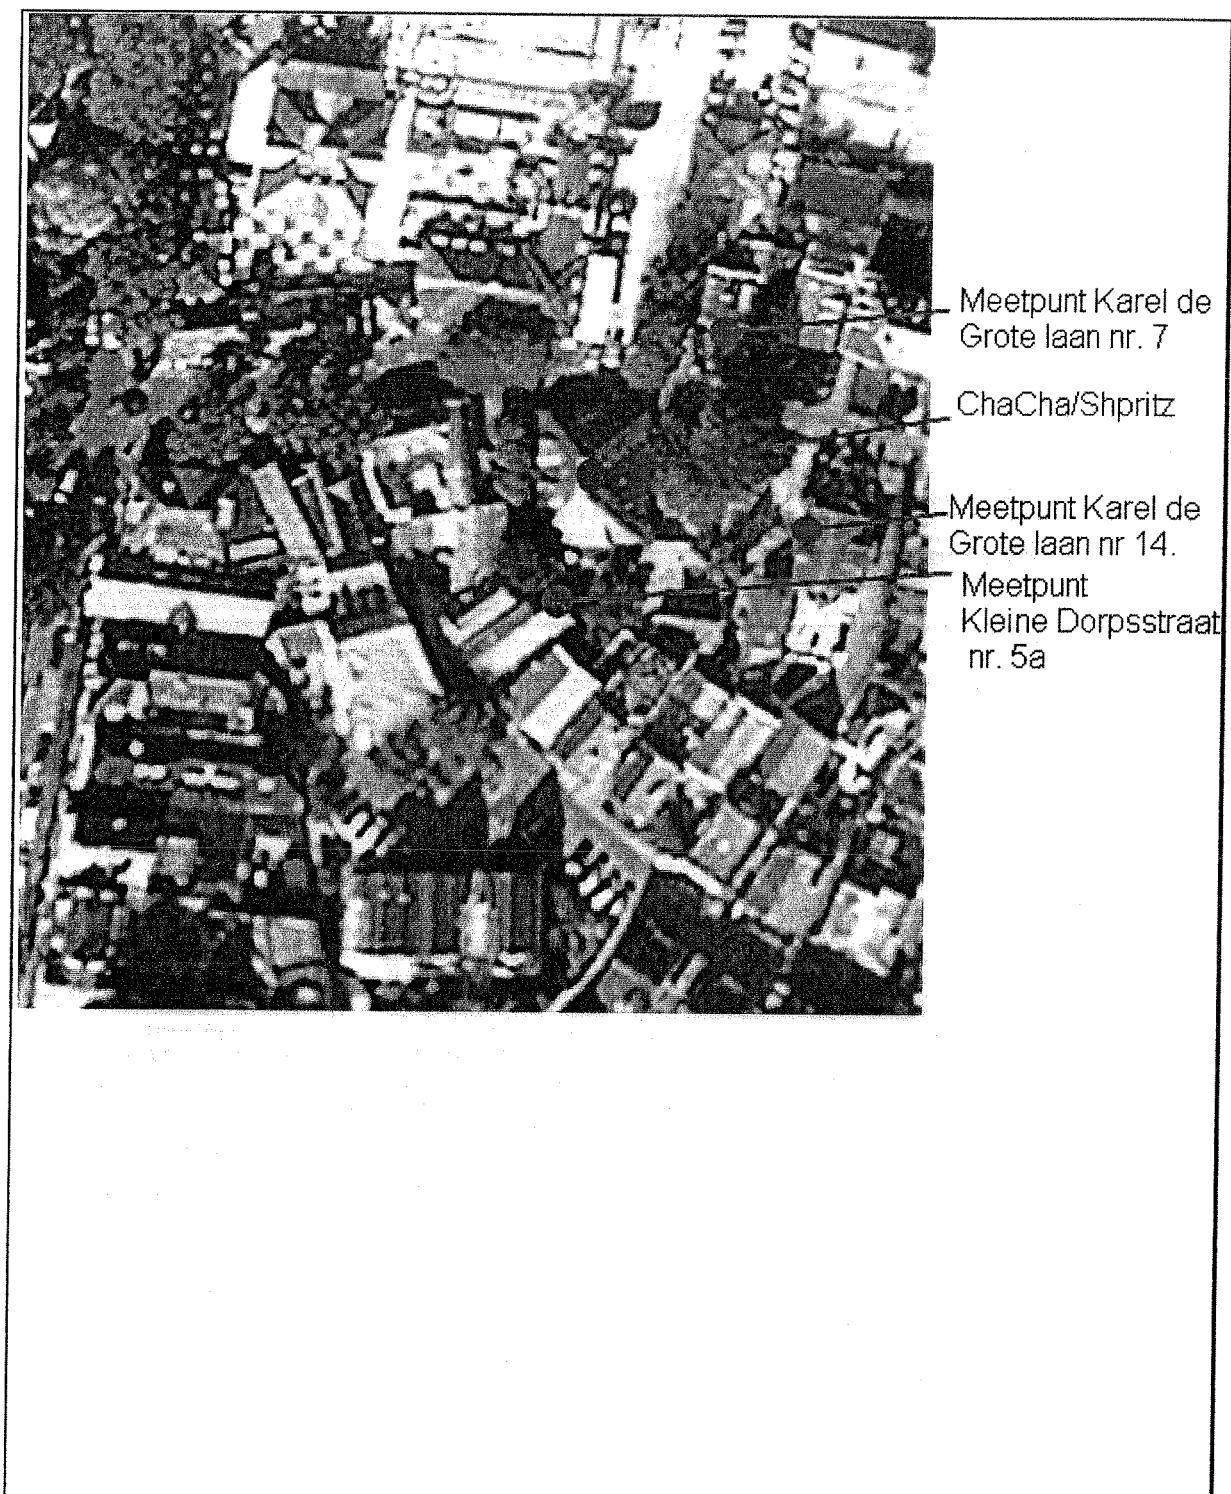 Meetpunt Karel de
Grote laan nr. 7
ChaCha/Shpritz
Meetpunt Karel de
Grote laan nr 14.
Meetpunt
Kleine Dorpsstraat
nr. 5a